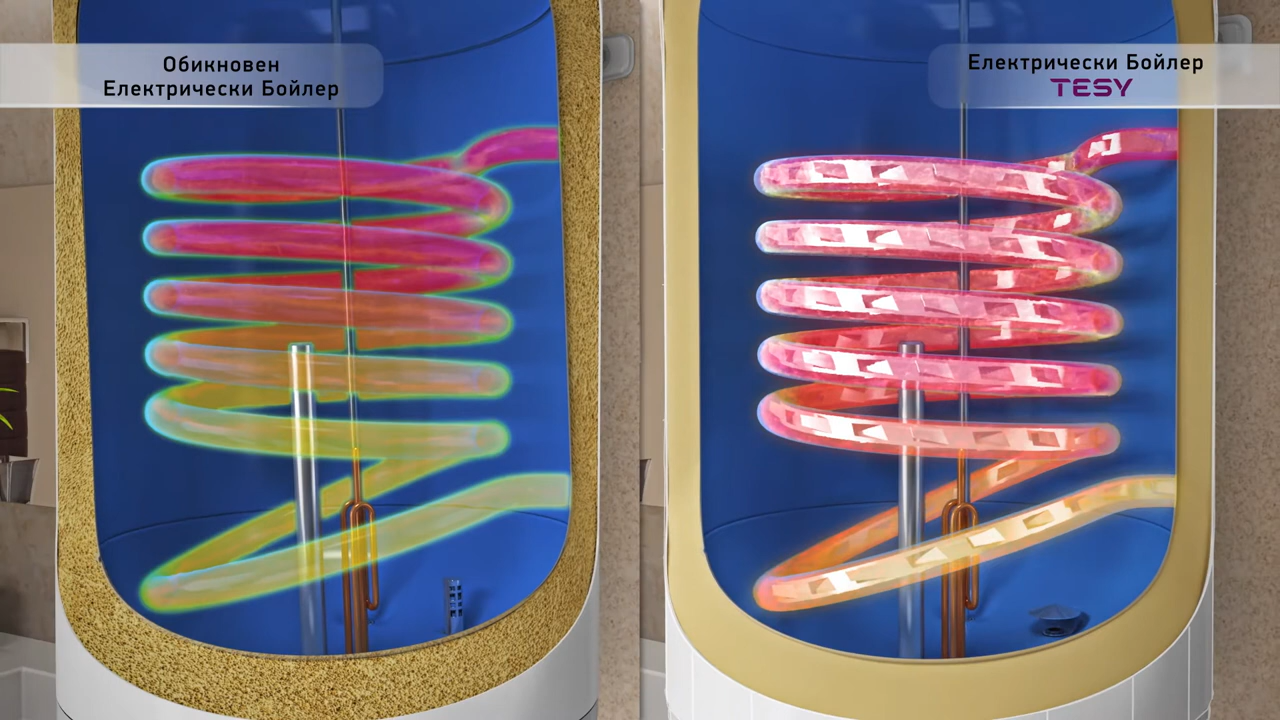 Обикновен
Електрически Бойлер
Електрически Бойлер
TESY